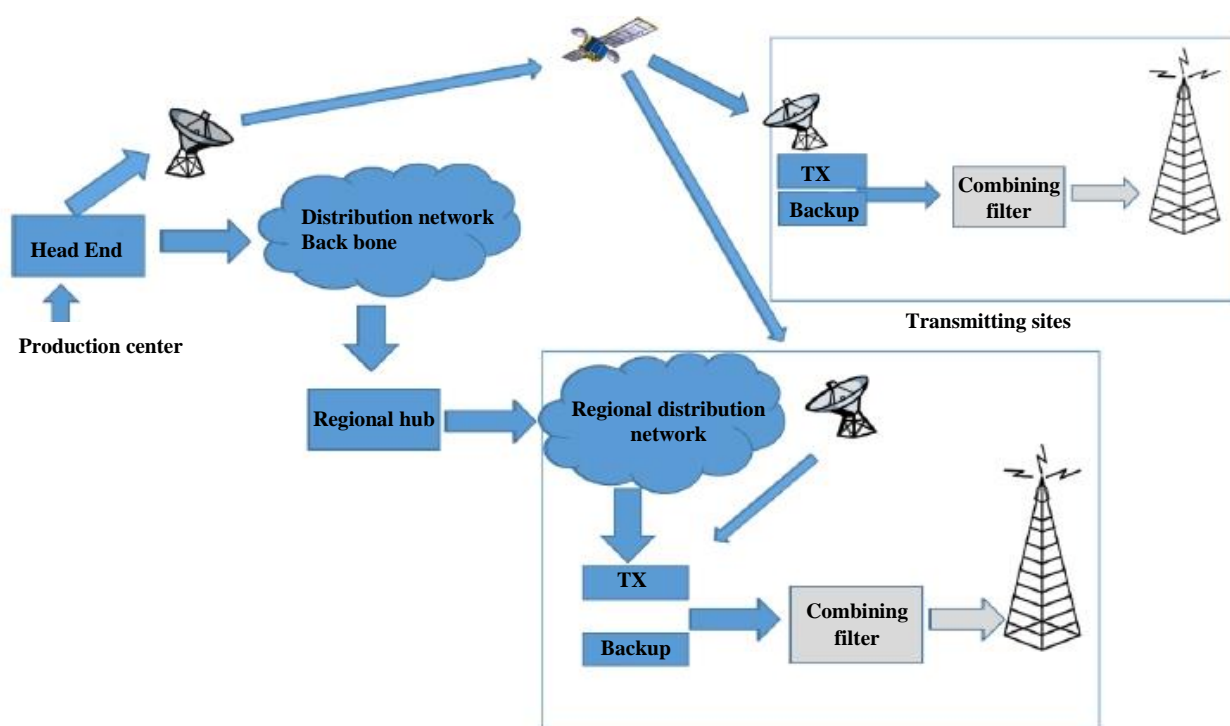 TX
Backup
Combining
filter
Distribution network
Back bone
Head End
Transmitting sites
Production center
Regional hub
Regional distribution
network
TX
Backup
Combining
filter